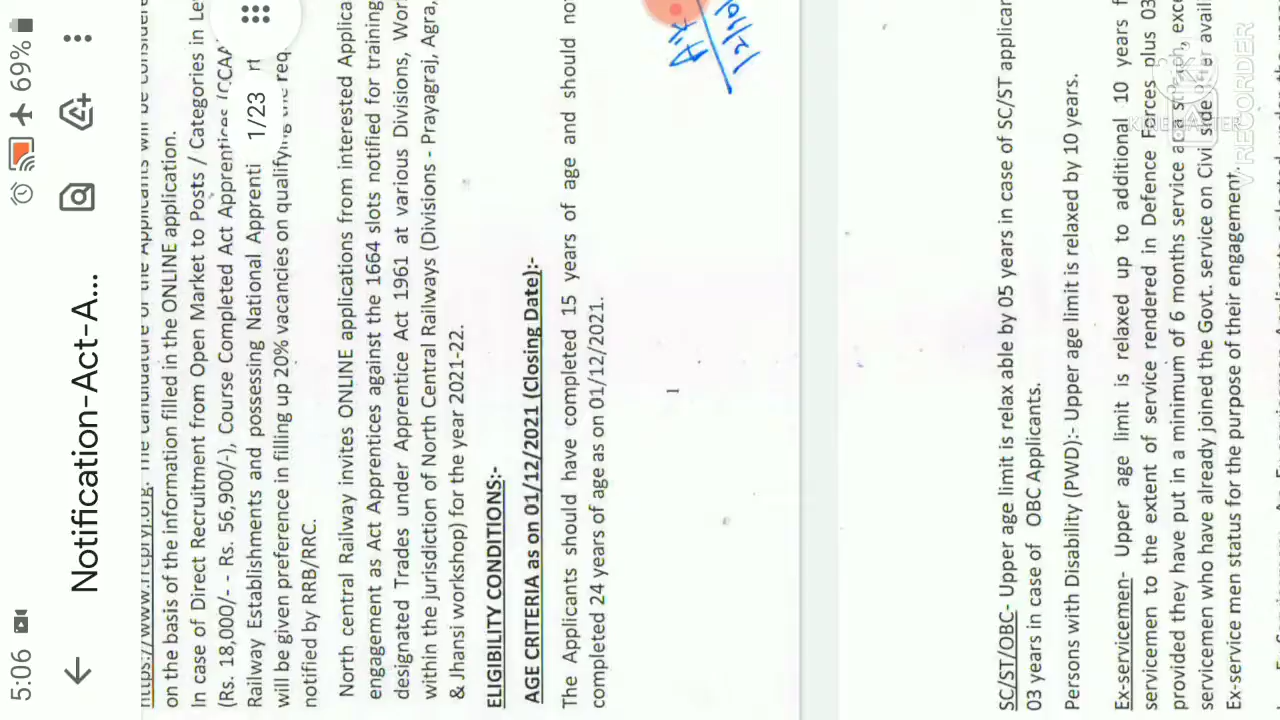 5:06
69%
Notification-Act-A...
1/23
https://www.rrcpryj.org. The candidature of the Applicants will be considere
on the basis of the information filled in the ONLINE application.
In case of Direct Recruitment from Open Market to Posts / Categories in Le
(Rs. 18,000/- - Rs. 56,900/-), Course Completed Act Apprentices (CCAA
Railway Establishments and possessing National Apprenti
will be given preference in filling up 20% vacancies on qualifying the req
notified by RRB/RRC.
North central Railway invites ONLINE applications from interested Applica
engagement as Act Apprentices against the 1664 slots notified for training
designated Trades under Apprentice Act 1961 at various Divisions, Wor
within the jurisdiction of North Central Railways (Divisions - Prayagraj, Agra,
& Jhansi workshop) for the year 2021-22.
ELIGIBILITY CONDITIONS:-
AGE CRITERIA as on 01/12/2021 (Closing Date):-
The Applicants should have completed 15 years of age and should no
completed 24 years of age as on 01/12/2021.
1
SC/ST/OBC- Upper age limit is relax able by 05 years in case of SC/ST applican
03 years in case of OBC Applicants.
Persons with Disability (PWD):- Upper age limit is relaxed by 10 years.
Ex-servicemen- Upper age limit is relaxed up to additional 10 years f
servicemen to the extent of service rendered in Defence Forces plus 03
provided they have put in a minimum of 6 months service at a stretch, exce
servicemen who have already joined the Govt. service on Civil side after avail
Ex-service men status for the purpose of their engagement.
KINEMASTER
V RECORDER